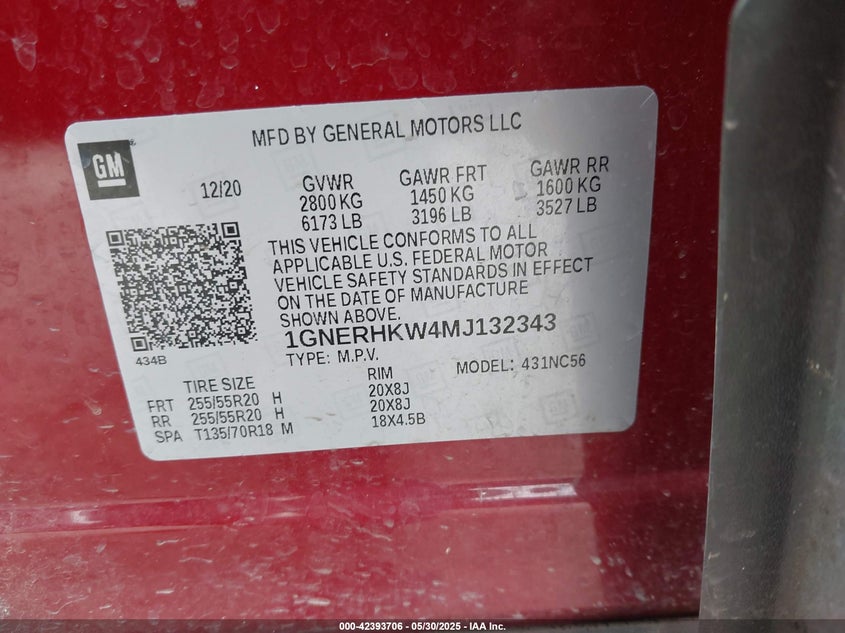 MFD BY GENERAL MOTORS LLC
GM
12/20 GVWR GAWR FRT GAWR RR
2800 KG 1450 KG 1600 KG
6173 LB 3196 LB 3527 LB
THIS VEHICLE CONFORMS TO ALL
APPLICABLE U.S. FEDERAL MOTOR
VEHICLE SAFETY STANDARDS IN EFFECT
ON THE DATE OF MANUFACTURE
SHOWN ABOVE.
1GNERHKW4MJ132343
434B
TYPE: M.P.V. MODEL: 431NC56
TIRE SIZE RIM
FRT 255/55R20 H 20X8J
RR 255/55R20 H 20X8J
SPA T135/70R18 M 18X4.5B
000-42393706 - 05/30/2025 - IAA Inc.